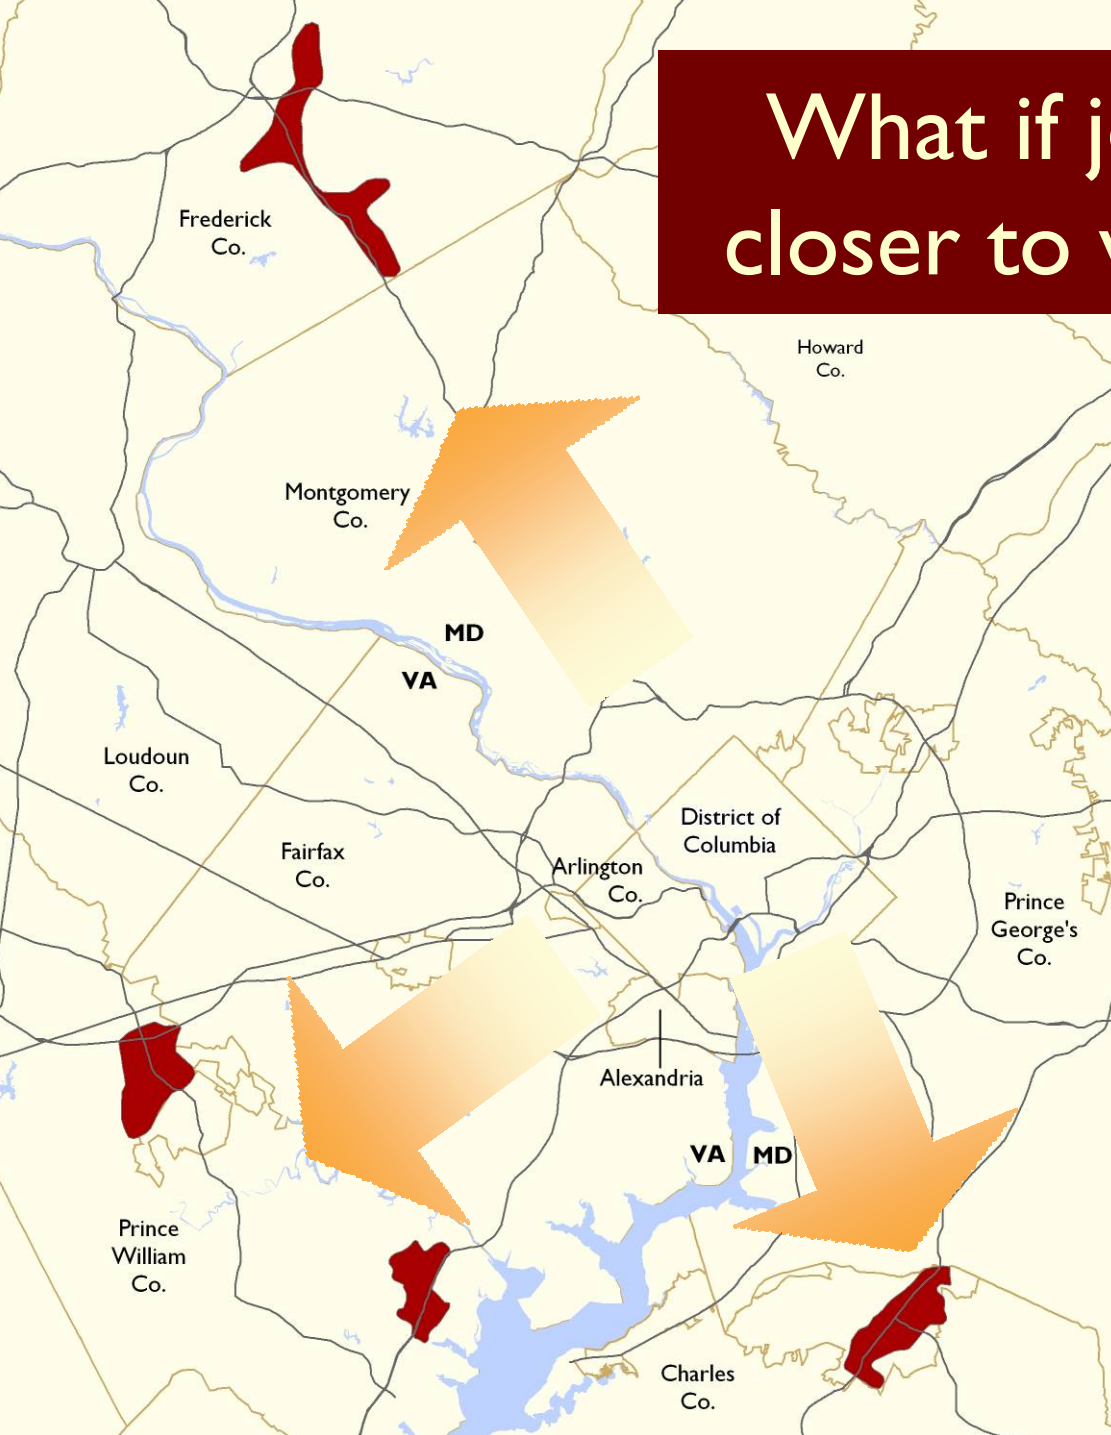 What if
closer to
Frederick
Co.
Howard
Co.
Montgomery
Co.
MD
VA
Loudoun
Co.
District of
Columbia
Fairfax
Co.
Arlington
Co.
Prince
George's
Co.
Alexandria
VA
MD
Prince
William
Co.
Charles
Co.